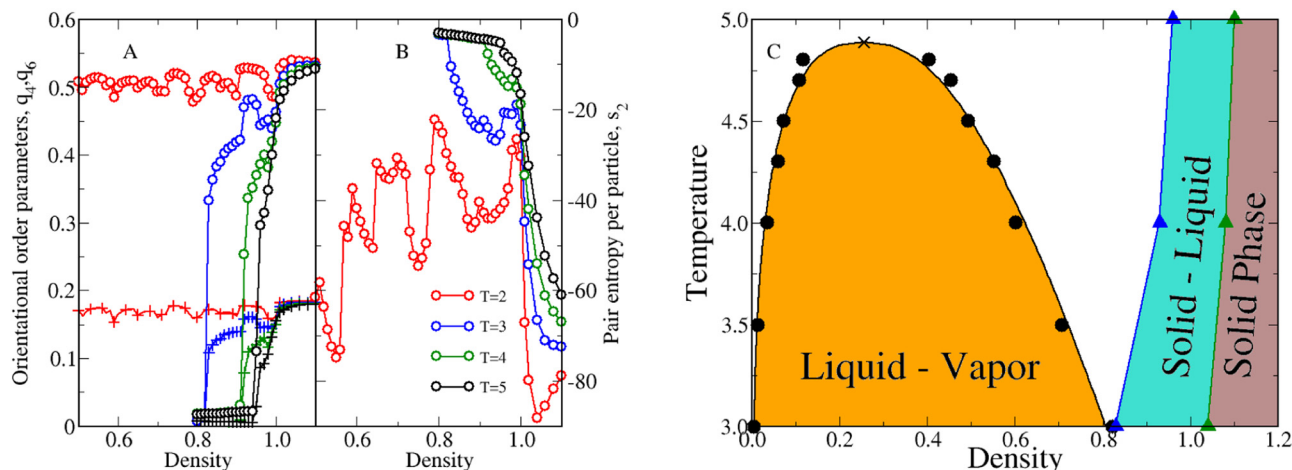 0.6
0.5
0.4
0.3
0.2
0.1
0
Orientational order parameters, q4,q6
A
0.6 0.8 1.0
Density
B
0
-20
-40
-60
-80
Pair entropy per particle, s2
T=2
T=3
T=4
T=5
0.6 0.8 1.0
Density
C
5.0
4.5
4.0
3.5
3.0
Temperature
Liquid - Vapor
Solid - Liquid
Solid Phase
0.0 0.2 0.4 0.6 0.8 1.0 1.2
Density